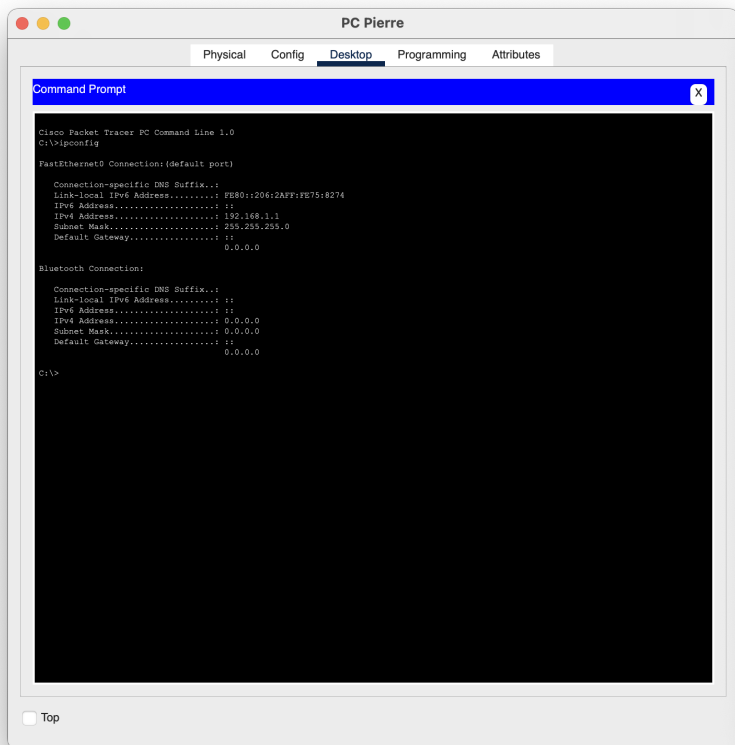 PC Pierre
Physical Config Desktop Programming Attributes
Command Prompt
X
Cisco Packet Tracer PC Command Line 1.0
C:\>ipconfig
FastEthernet0 Connection:(default port)
Connection-specific DNS Suffix..:
Link-local IPv6 Address.........: FE80::206:2AFF:FE75:8274
IPv6 Address....................: ::
IPv4 Address....................: 192.168.1.1
Subnet Mask.....................: 255.255.255.0
Default Gateway.................: ::
0.0.0.0
Bluetooth Connection:
Connection-specific DNS Suffix..:
Link-local IPv6 Address.........: ::
IPv6 Address....................: ::
IPv4 Address....................: 0.0.0.0
Subnet Mask.....................: 0.0.0.0
Default Gateway.................: ::
0.0.0.0
C:\>
Top